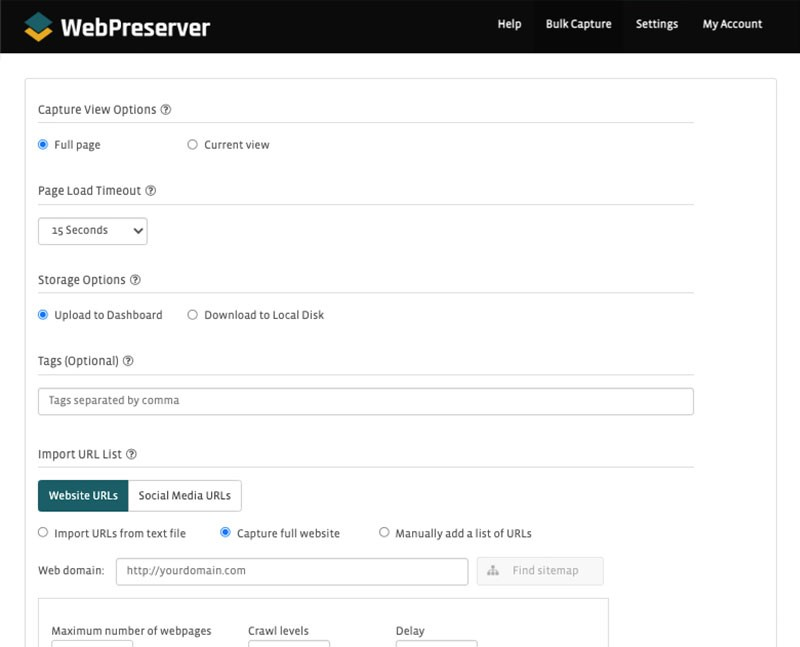 WebPreserver
Help Bulk Capture Settings My Account
Capture View Options ?
Full page Current view
Page Load Timeout ?
15 Seconds
Storage Options ?
Upload to Dashboard Download to Local Disk
Tags (Optional) ?
Tags separated by comma
Import URL List ?
Website URLs Social Media URLs
Import URLs from text file Capture full website Manually add a list of URLs
Web domain: http://yourdomain.com Find sitemap
Maximum number of webpages Crawl levels Delay